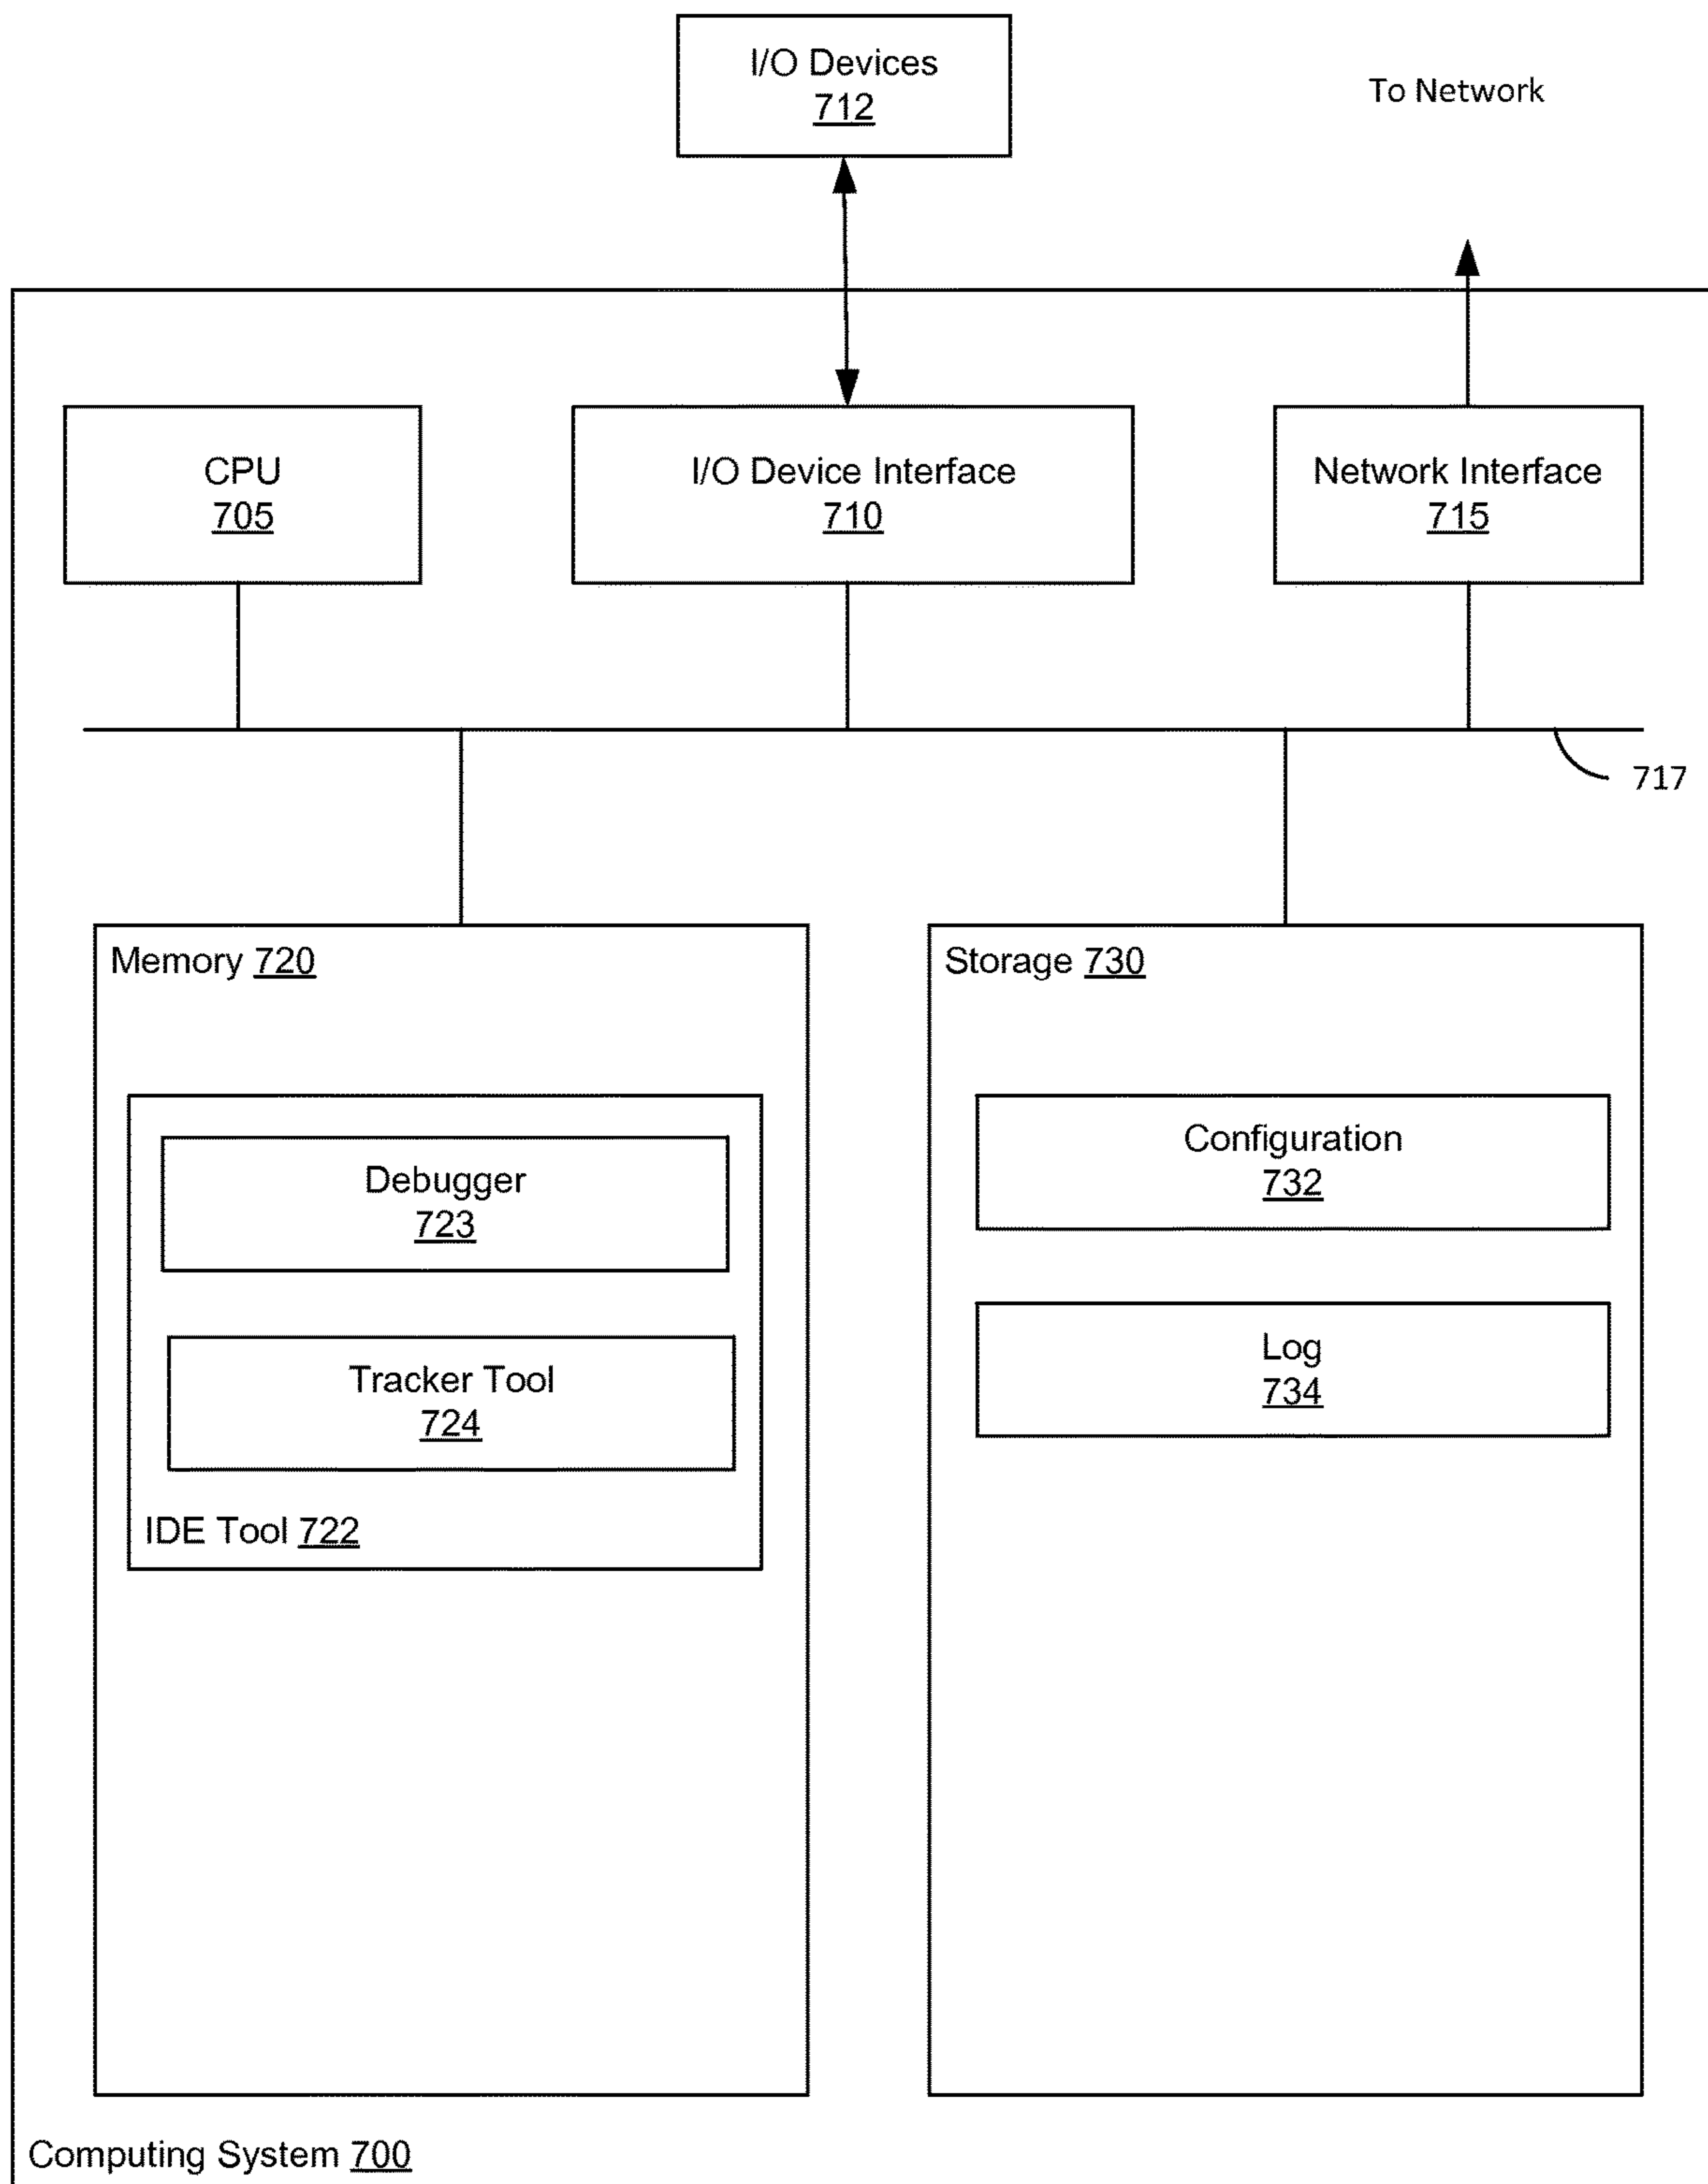 I/O Devices
712
To Network
CPU
705
I/O Device Interface
710
Network Interface
715
717
Memory 720
Storage 730
Debugger
723
Configuration
732
Tracker Tool
724
Log
734
IDE Tool 722
Computing System 700